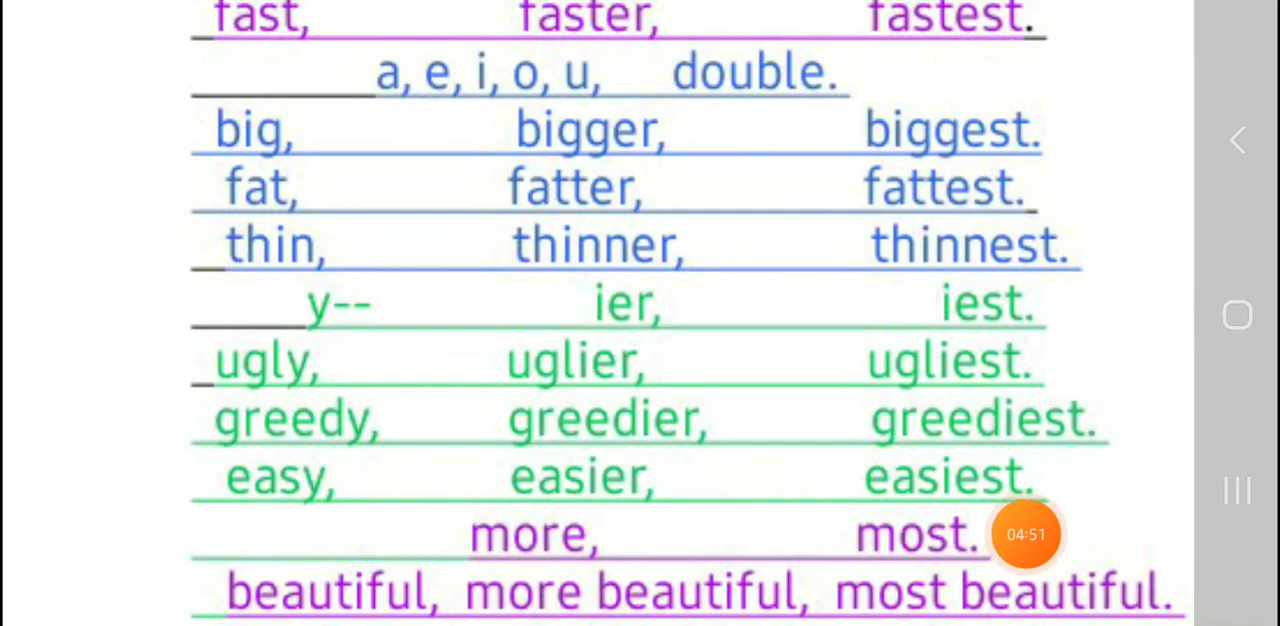 fast, faster, fastest.
a, e, i, o, u, double.
big, bigger, biggest.
fat, fatter, fattest.
thin, thinner, thinnest.
y-- ier, iest.
ugly, uglier, ugliest.
greedy, greedier, greediest.
easy, easier, easiest.
more, most.
04:51
beautiful, more beautiful, most beautiful.